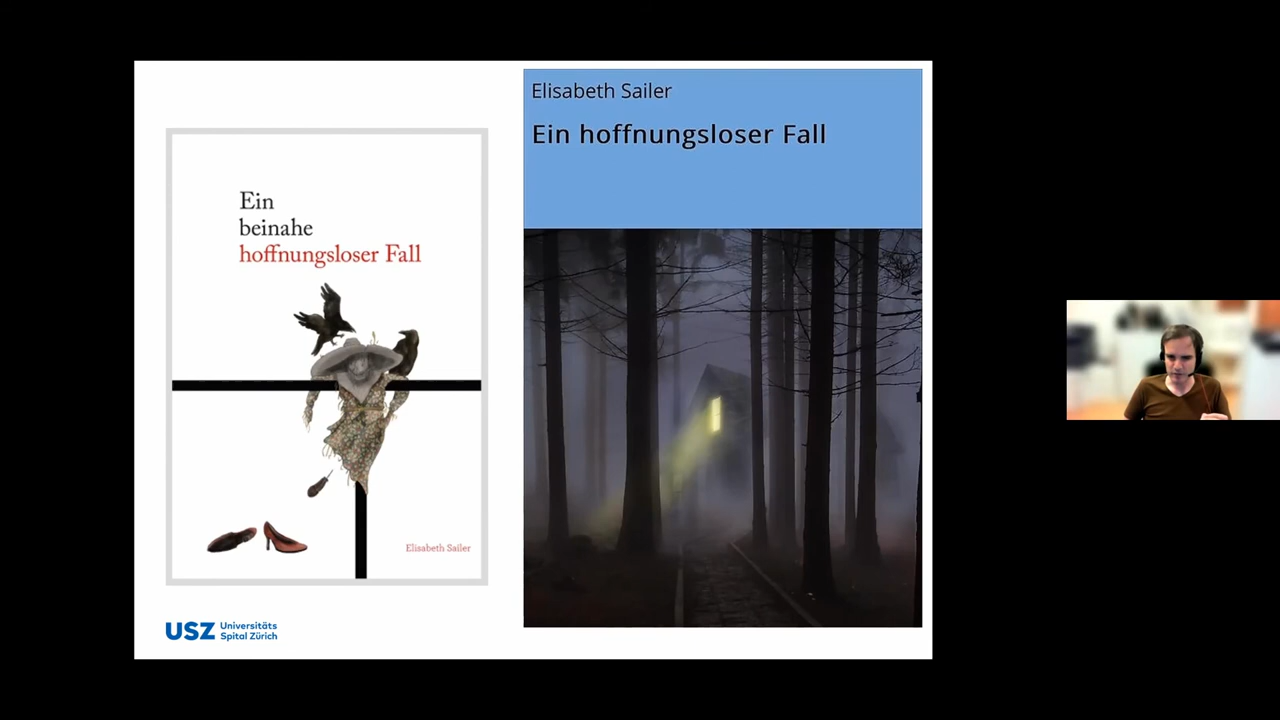 Ein
beinahe
hoffnungsloser Fall
Elisabeth Sailer
Elisabeth Sailer
Ein hoffnungsloser Fall
USZ Universitäts
Spital Zürich